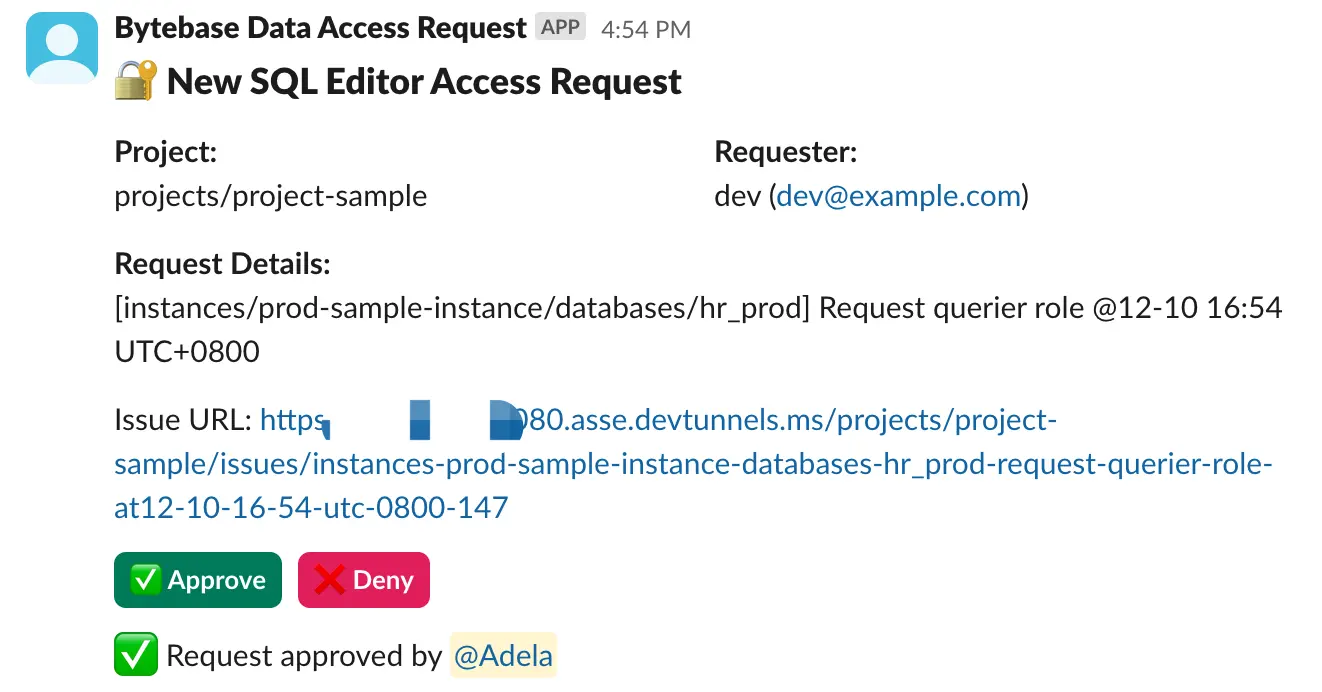 Bytebase Data Access Request APP 4:54 PM
New SQL Editor Access Request
Project:
projects/project-sample
Requester:
dev (dev@example.com)
Request Details:
[instances/prod-sample-instance/databases/hr_prod] Request querier role @12-10 16:54
UTC+0800
Issue URL: https 080.asse.devtunnels.ms/projects/project-
sample/issues/instances-prod-sample-instance-databases-hr_prod-request-querier-role-
at12-10-16-54-utc-0800-147
Approve
Deny
Request approved by @Adela